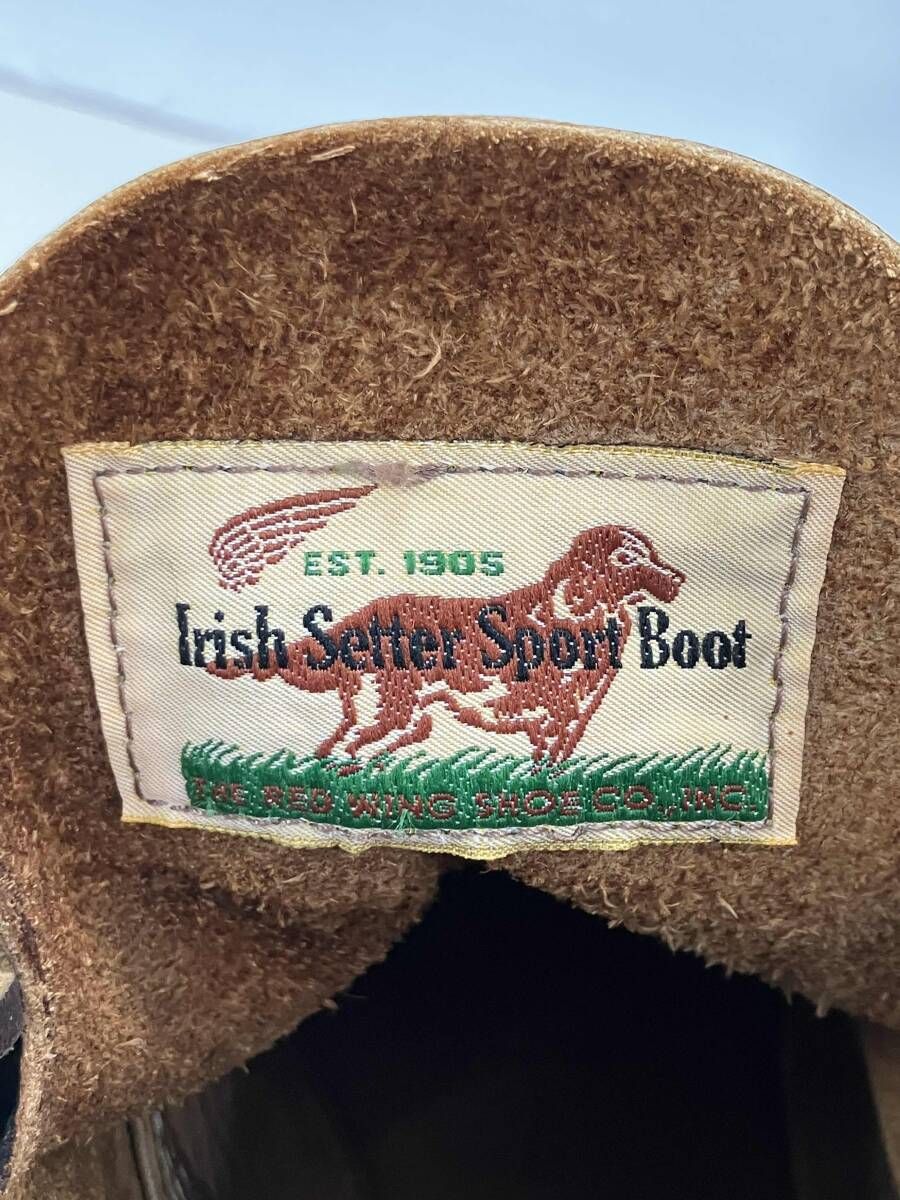 EST. 1905
Irish Setter Sport Boot
THE RED WING SHOE CO., INC.